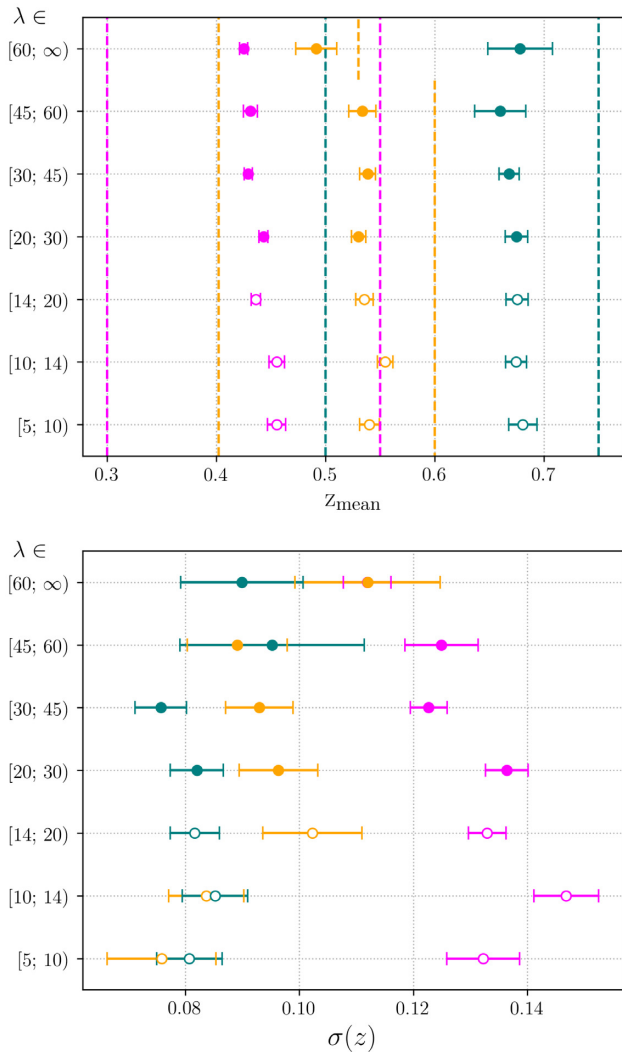 λ ∈
[60; ∞)
[45; 60)
[30; 45)
[20; 30)
[14; 20)
[10; 14)
[5; 10)
0.3 0.4 0.5 0.6 0.7
z_mean
λ ∈
[60; ∞)
[45; 60)
[30; 45)
[20; 30)
[14; 20)
[10; 14)
[5; 10)
0.08 0.10 0.12 0.14
σ(z)